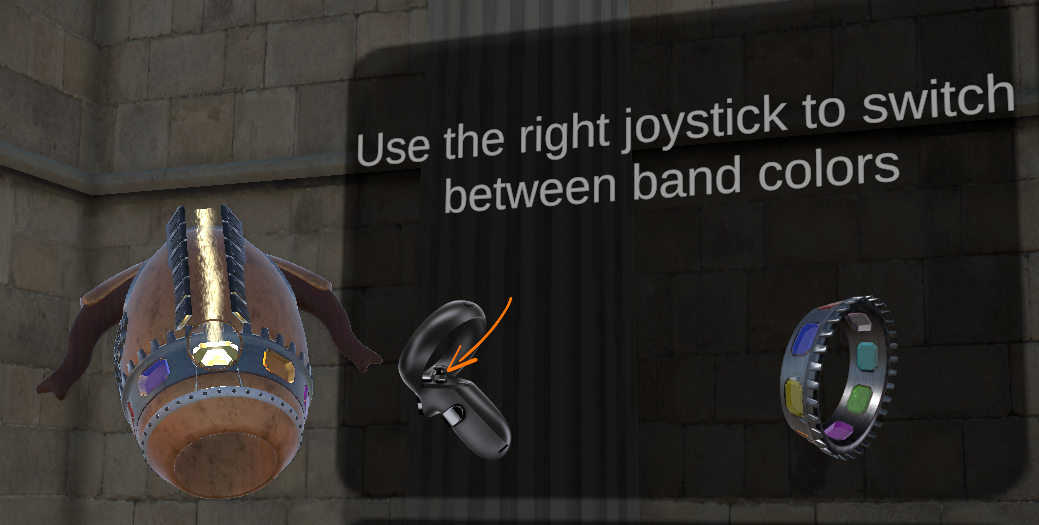 Use the right joystick to switch
between band colors